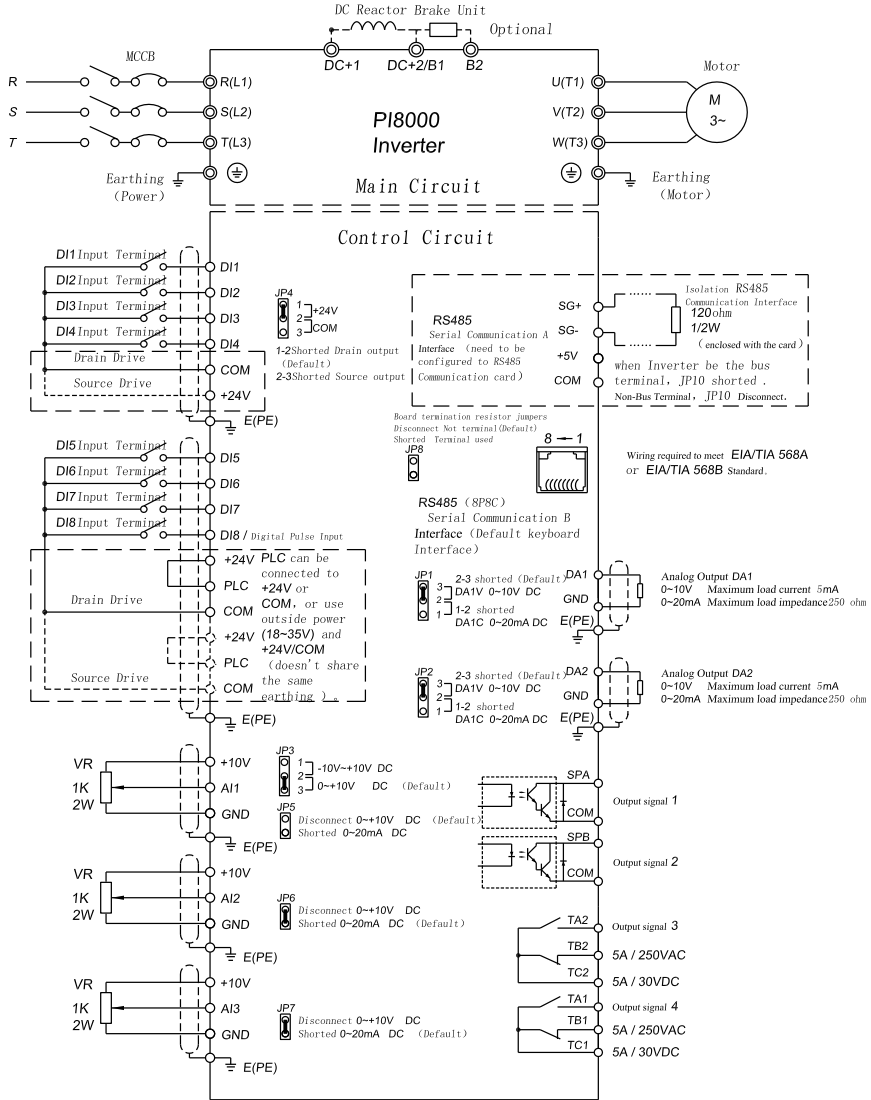 DC Reactor Brake Unit
Optional
MCCB
DC+1
DC+2/B1
B2
Motor
R
R(L1)
U(T1)
S
S(L2)
V(T2)
M
3~
T
T(L3)
W(T3)
PI8000
Inverter
Earthing
(Power)
Earthing
(Motor)
Main Circuit
Control Circuit
DI1 Input Terminal
DI1
DI2 Input Terminal
DI2
DI3 Input Terminal
DI3
DI4 Input Terminal
DI4
Drain Drive
COM
Source Drive
+24V
E(PE)
JP4
1
2
3
+24V
COM
1-2Shorted Drain output
(Default)
2-3Shorted Source output
RS485
Serial Communication A
Interface (need to be
configured to RS485
Communication card)
SG+
SG-
+5V
COM
Isolation RS485
Communication Interface
120ohm
1/2W
(enclosed with the card)
when Inverter be the bus
terminal, JP10 shorted .
Non-Bus Terminal, JP10 Disconnect.
Board termination resistor jumpers
Disconnect Not terminal(Default)
Shorted Terminal used
JP8
8 ← 1
Wiring required to meet EIA/TIA 568A
or EIA/TIA 568B Standard.
RS485 (8P8C)
Serial Communication B
Interface (Default keyboard
Interface)
DI5 Input Terminal
DI5
DI6 Input Terminal
DI6
DI7 Input Terminal
DI7
DI8 Input Terminal
DI8 / Digital Pulse Input
+24V
PLC
Drain Drive
COM
+24V
PLC
Source Drive
COM
E(PE)
PLC can be
connected to
+24V or
COM, or use
outside power
(18~35V) and
+24V/COM
(doesn't share
the same
earthing ) 。
JP1
3
2
1
2-3 shorted (Default)
DA1V 0~10V DC
1-2 shorted
DA1C 0~20mA DC
DA1
GND
E(PE)
Analog Output DA1
0~10V Maximum load current 5mA
0~20mA Maximum load impedance250 ohm
JP2
3
2
1
2-3 shorted (Default)
DA1V 0~10V DC
1-2 shorted
DA1C 0~20mA DC
DA2
GND
E(PE)
Analog Output DA2
0~10V Maximum load current 5mA
0~20mA Maximum load impedance250 ohm
VR
1K
2W
+10V
AI1
GND
E(PE)
JP3
1
2
3
-10V~+10V DC
0~+10V DC (Default)
JP5
Disconnect 0~+10V DC (Default)
Shorted 0~20mA DC
SPA
COM
Output signal 1
SPB
COM
Output signal 2
VR
1K
2W
+10V
AI2
GND
E(PE)
JP6
Disconnect 0~+10V DC
Shorted 0~20mA DC (Default)
TA2
Output signal 3
TB2
5A / 250VAC
TC2
5A / 30VDC
VR
1K
2W
+10V
AI3
GND
E(PE)
JP7
Disconnect 0~+10V DC
Shorted 0~20mA DC (Default)
TA1
Output signal 4
TB1
5A / 250VAC
TC1
5A / 30VDC